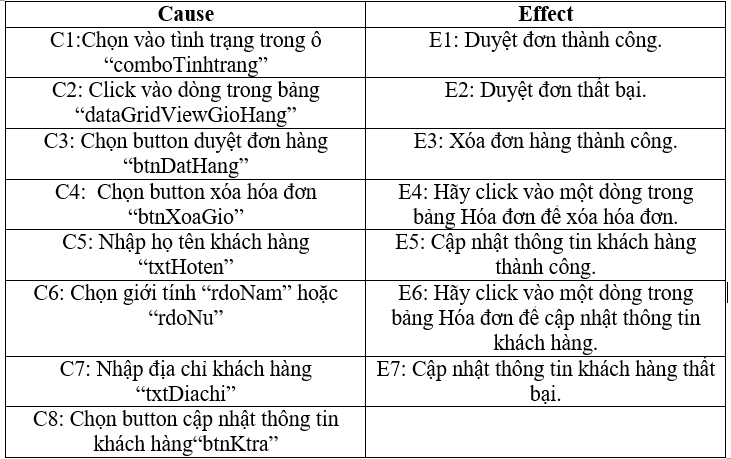 Cause
Effect
C1:Chọn vào tình trạng trong ô
“comboTinhtrang”
E1: Duyệt đơn thành công.
C2: Click vào dòng trong bảng
“dataGridViewGioHang”
E2: Duyệt đơn thất bại.
C3: Chọn button duyệt đơn hàng
“btnDatHang”
E3: Xóa đơn hàng thành công.
C4:  Chọn button xóa hóa đơn
“btnXoaGio”
E4: Hãy click vào một dòng trong
bảng Hóa đơn để xóa hóa đơn.
C5: Nhập họ tên khách hàng
“txtHoten”
E5: Cập nhật thông tin khách hàng
thành công.
C6: Chọn giới tính “rdoNam” hoặc
“rdoNu”
E6: Hãy click vào một dòng trong
bảng Hóa đơn để cập nhật thông tin
khách hàng.
C7: Nhập địa chỉ khách hàng
“txtDiachi”
E7: Cập nhật thông tin khách hàng thất
bại.
C8: Chọn button cập nhật thông tin
khách hàng“btnKtra”